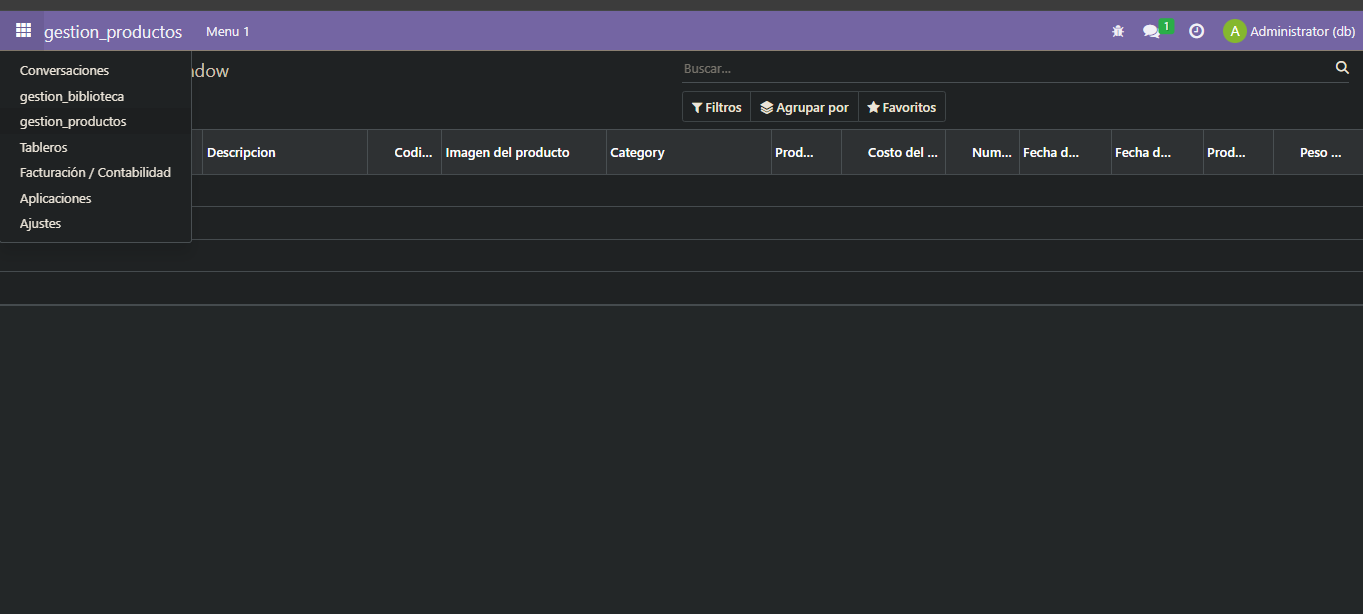 gestion_productos Menu 1 1 A Administrator (db)
Conversaciones
gestion_biblioteca
gestion_productos
Tableros
Facturación / Contabilidad
Aplicaciones
Ajustes
ndow
Buscar...
Filtros Agrupar por Favoritos
Descripcion Codi... Imagen del producto Category Prod... Costo del ... Num... Fecha d... Fecha d... Prod... Peso ...